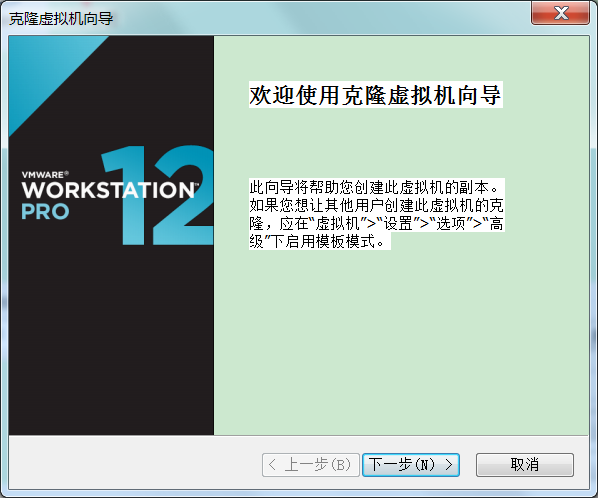 克隆虚拟机向导
VMWARE®
WORKSTATION™
PRO
12
欢迎使用克隆虚拟机向导
此向导将帮助您创建此虚拟机的副本。
如果您想让其他用户创建此虚拟机的克
隆，应在“虚拟机”>“设置”>“选项”>“高
级”下启用模板模式。
< 上一步(B)
下一步(N) >
取消